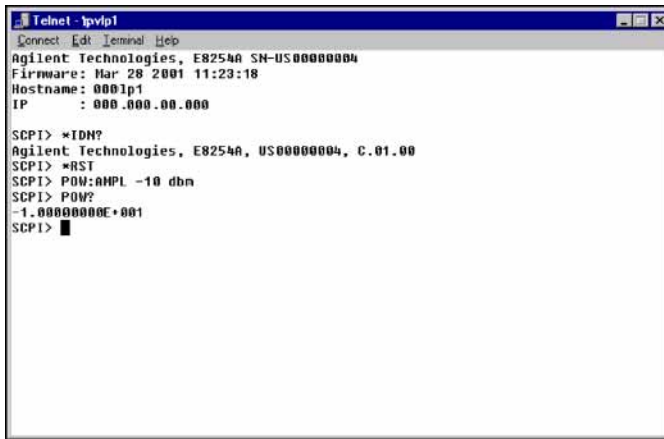 Telnet - tpvlp1
Connect Edit Terminal Help
Agilent Technologies, E8254A SN-US00000004
Firmware: Mar 28 2001 11:23:18
Hostname: 000lp1
IP : 000.000.00.000
SCPI> *IDN?
Agilent Technologies, E8254A, US00000004, C.01.00
SCPI> *RST
SCPI> POW:AMPL -10 dbm
SCPI> POW?
-1.00000000E+001
SCPI>